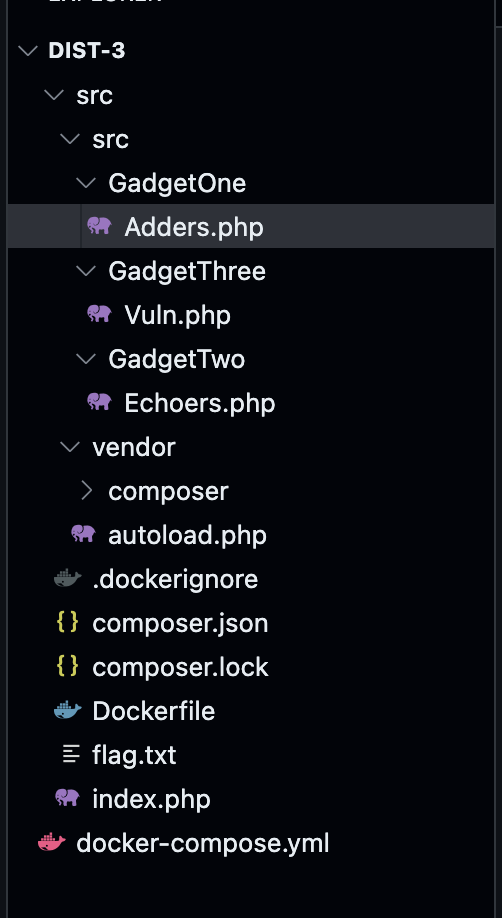 DIST-3
src
src
GadgetOne
Adders.php
GadgetThree
Vuln.php
GadgetTwo
Echoers.php
vendor
composer
autoload.php
.dockerignore
{} composer.json
{} composer.lock
Dockerfile
flag.txt
index.php
docker-compose.yml